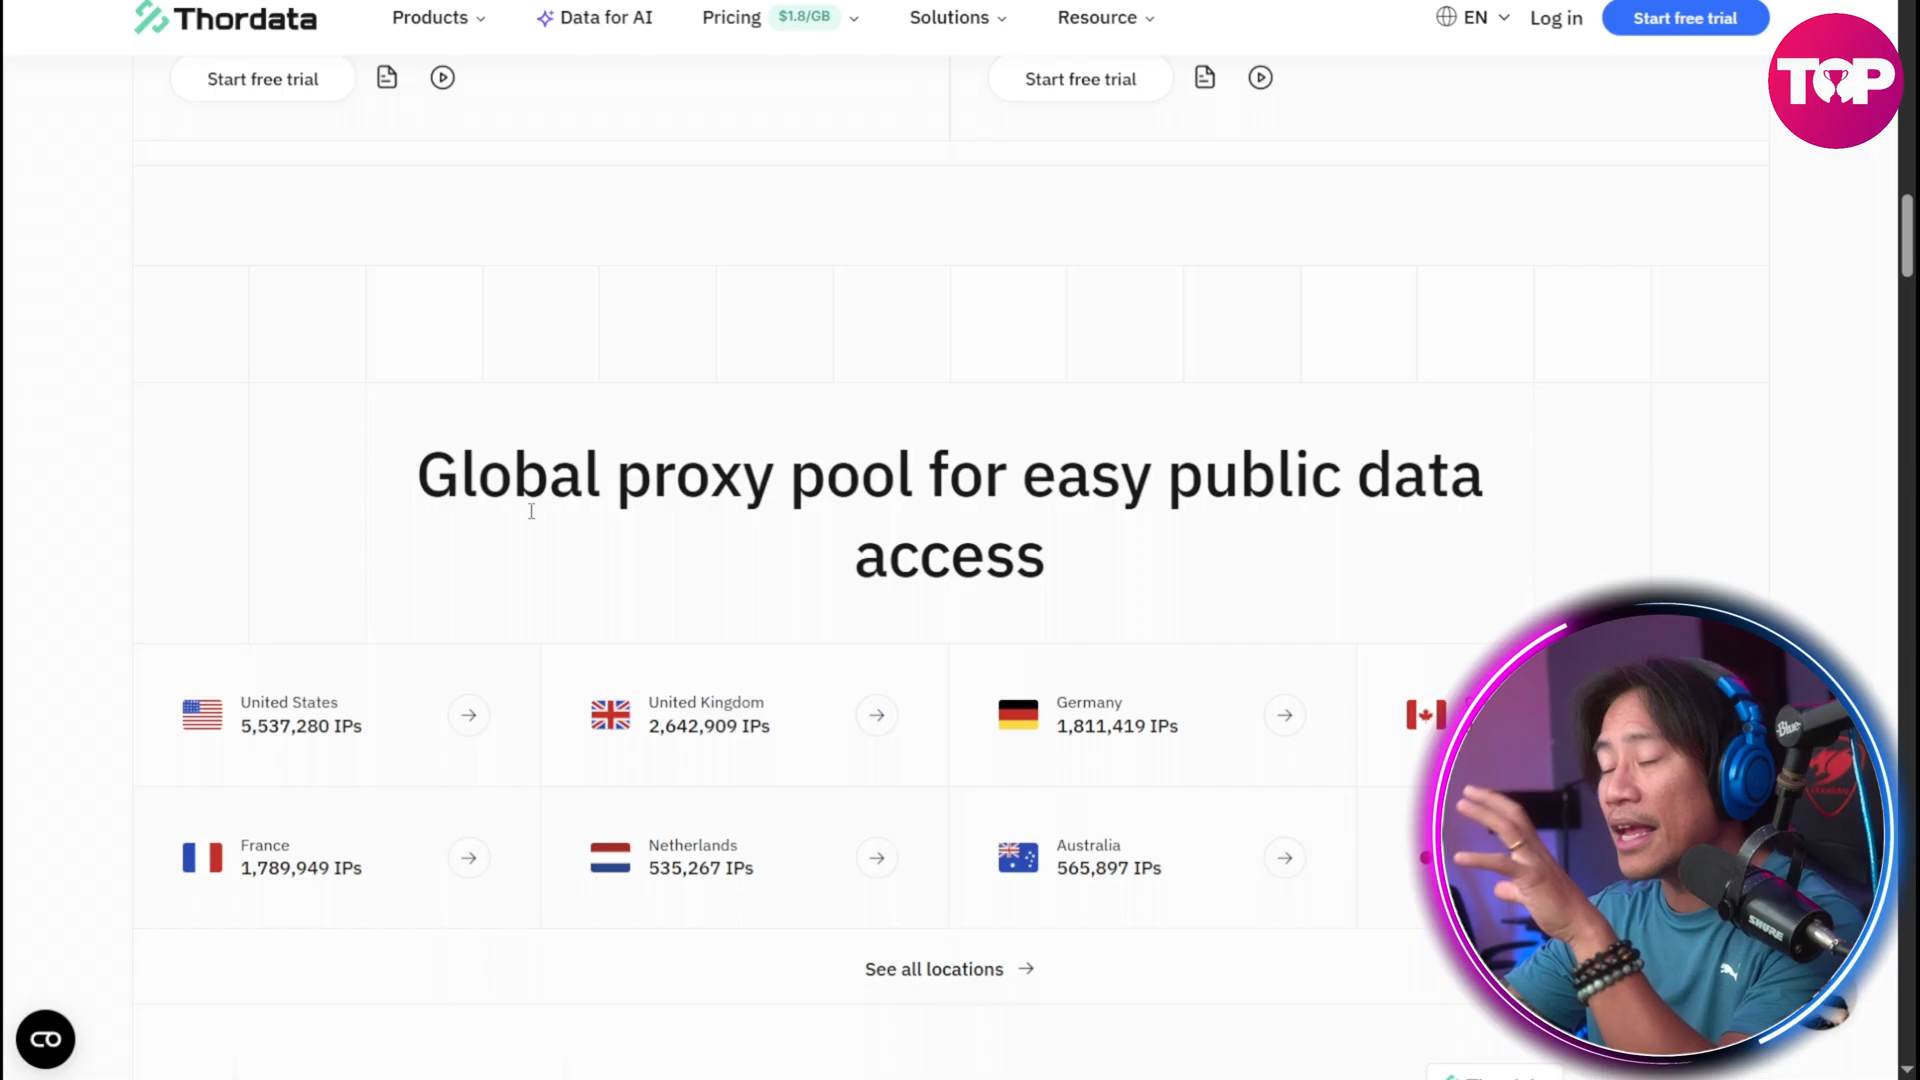 Thordata
Products
Data for AI
Pricing $1.8/GB
Solutions
Resource
EN
Log in
Start free trial
TOP
Start free trial
Start free trial
Global proxy pool for easy public data
access
United States
5,537,280 IPs
United Kingdom
2,642,909 IPs
Germany
1,811,419 IPs
France
1,789,949 IPs
Netherlands
535,267 IPs
Australia
565,897 IPs
See all locations
Blue
COUGAR
SHURE